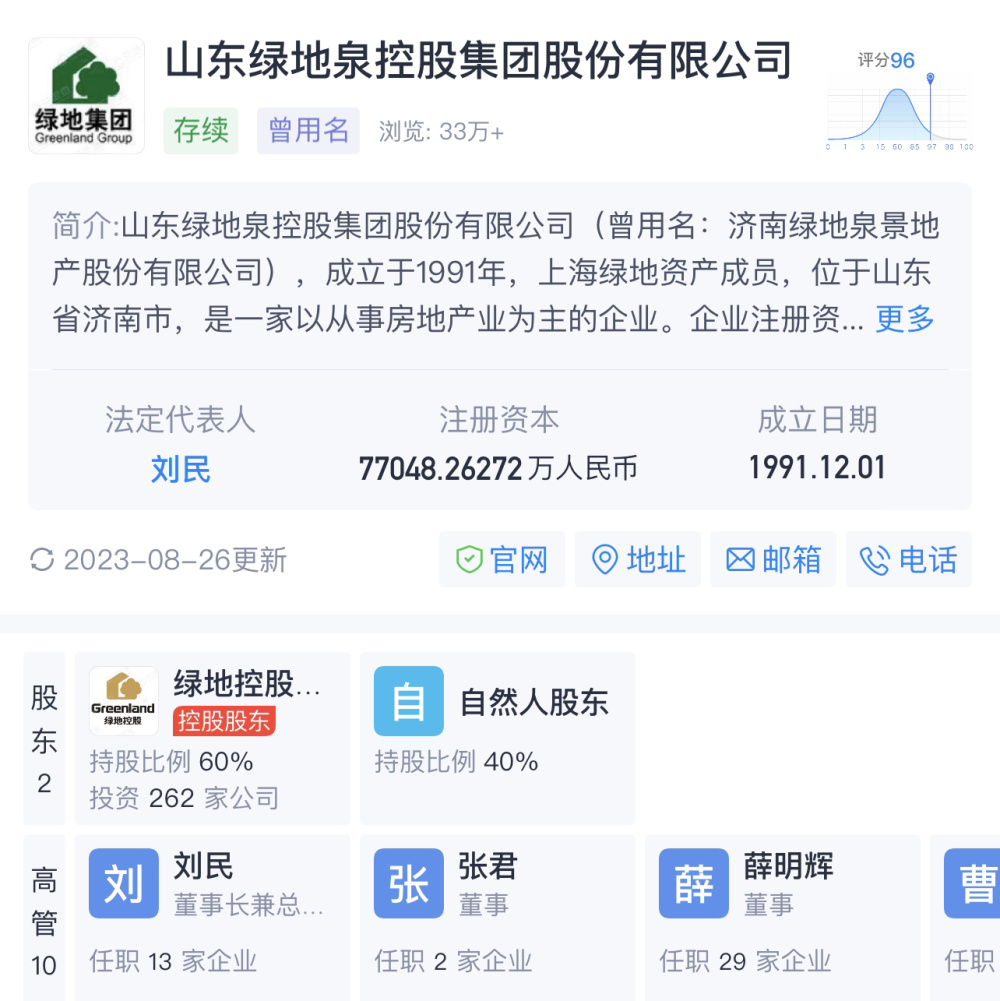 山东绿地泉控股集团股份有限公司
评分96
绿地集团
Greenland Group
存续 曾用名 浏览: 33万+
0 1 3 15 50 85 97 99 100
简介:山东绿地泉控股集团股份有限公司（曾用名：济南绿地泉景地
产股份有限公司），成立于1991年，上海绿地资产成员，位于山东
省济南市，是一家以从事房地产业为主的企业。企业注册资... 更多
法定代表人 注册资本 成立日期
刘民 77048.26272万人民币 1991.12.01
2023-08-26更新 官网 地址 邮箱 电话
股东2
Greenland
绿地控股
绿地控股...
控股股东
持股比例 60%
投资 262 家公司
自 自然人股东
持股比例 40%
高管10
刘 刘民
董事长兼总...
任职 13 家企业
张 张君
董事
任职 2 家企业
薛 薛明辉
董事
任职 29 家企业
曹
任职